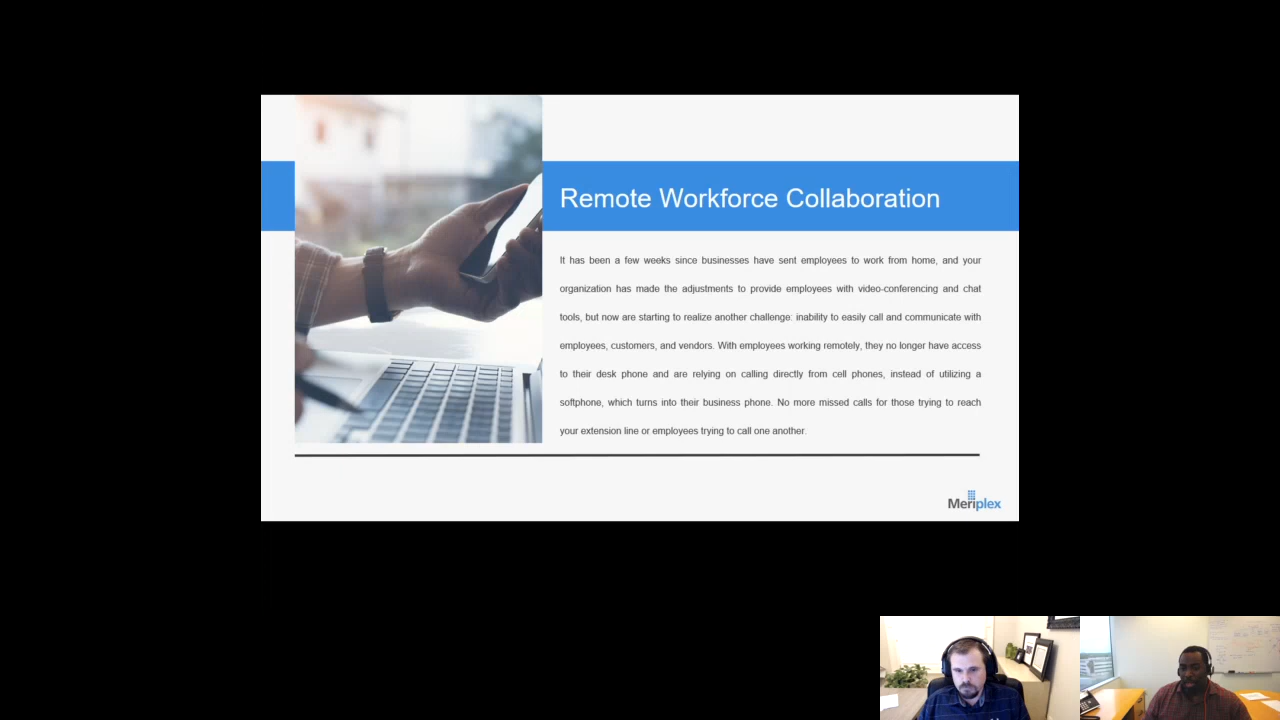 Remote Workforce Collaboration
It has been a few weeks since businesses have sent employees to work from home, and your
organization has made the adjustments to provide employees with video-conferencing and chat
tools, but now are starting to realize another challenge: inability to easily call and communicate with
employees, customers, and vendors. With employees working remotely, they no longer have access
to their desk phone and are relying on calling directly from cell phones, instead of utilizing a
softphone, which turns into their business phone. No more missed calls for those trying to reach
your extension line or employees trying to call one another.
Meriplex